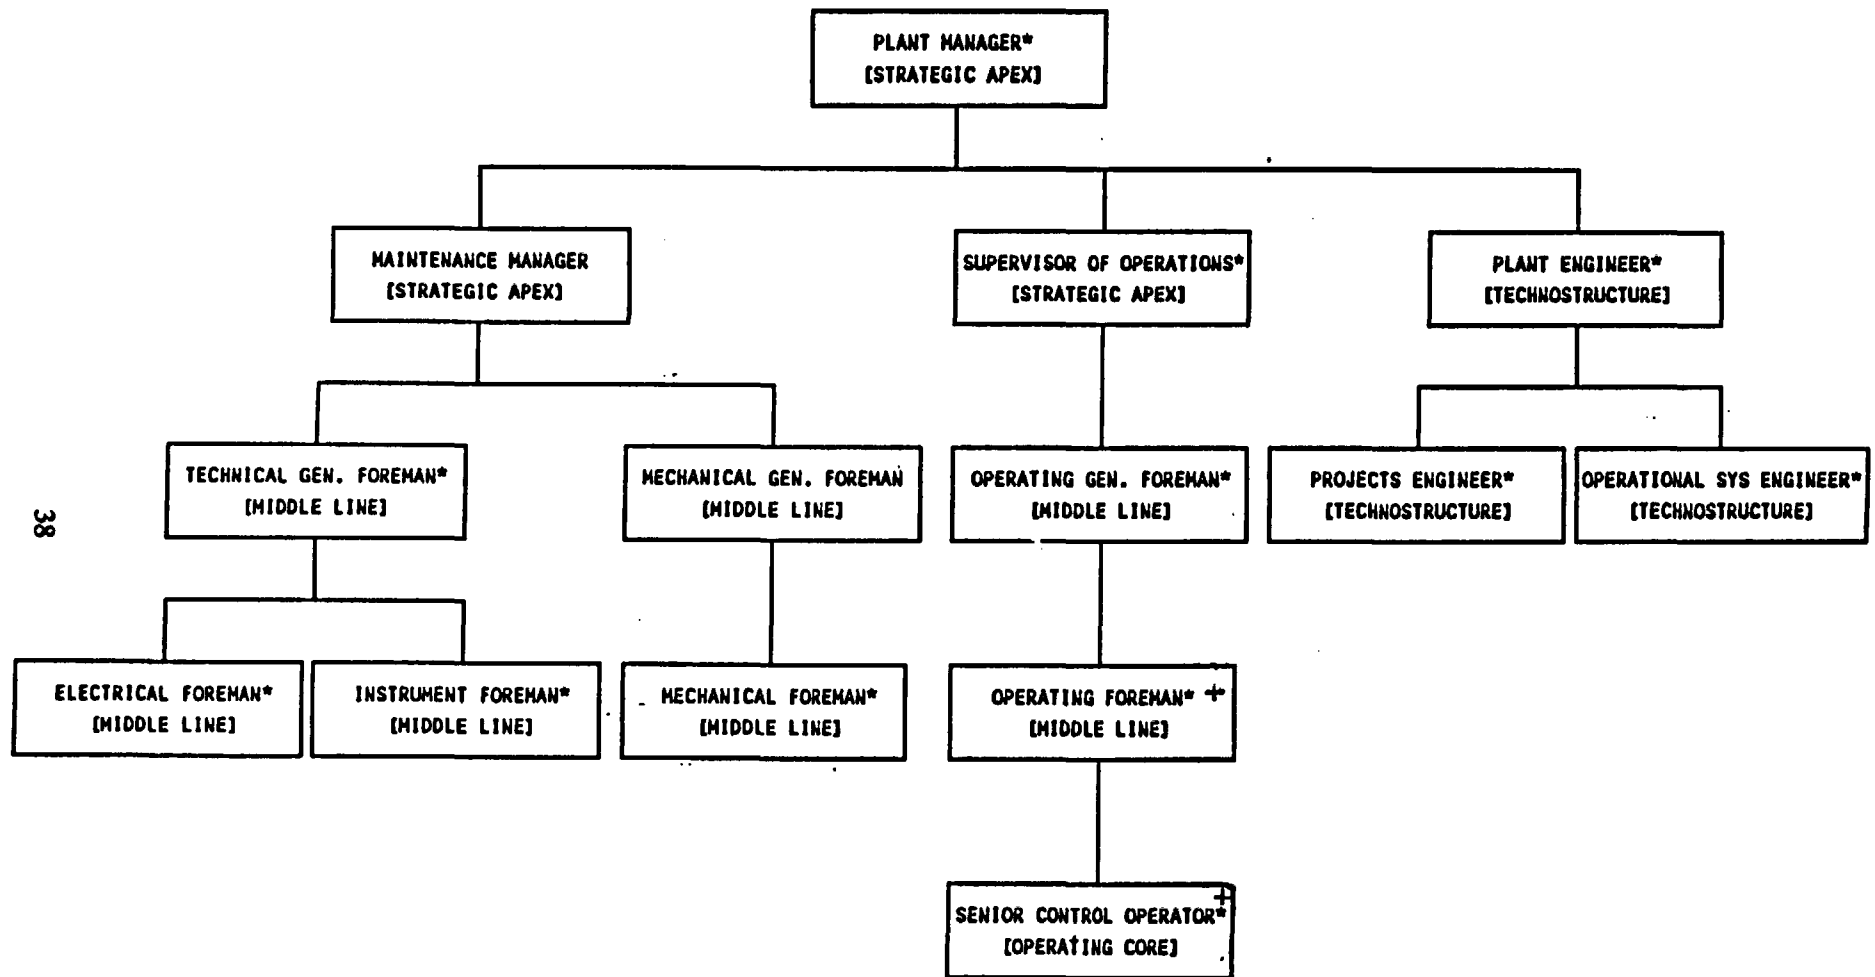 PLANT MANAGER*
[STRATEGIC APEX]
MAINTENANCE MANAGER
[STRATEGIC APEX]
SUPERVISOR OF OPERATIONS*
[STRATEGIC APEX]
PLANT ENGINEER*
[TECHNOSTRUCTURE]
TECHNICAL GEN. FOREMAN*
[MIDDLE LINE]
MECHANICAL GEN. FOREMAN
[MIDDLE LINE]
OPERATING GEN. FOREMAN*
[MIDDLE LINE]
PROJECTS ENGINEER*
[TECHNOSTRUCTURE]
OPERATIONAL SYS ENGINEER*
[TECHNOSTRUCTURE]
ELECTRICAL FOREMAN*
[MIDDLE LINE]
INSTRUMENT FOREMAN*
[MIDDLE LINE]
MECHANICAL FOREMAN*
[MIDDLE LINE]
OPERATING FOREMAN* +
[MIDDLE LINE]
SENIOR CONTROL OPERATOR* +
[OPERATING CORE]
38